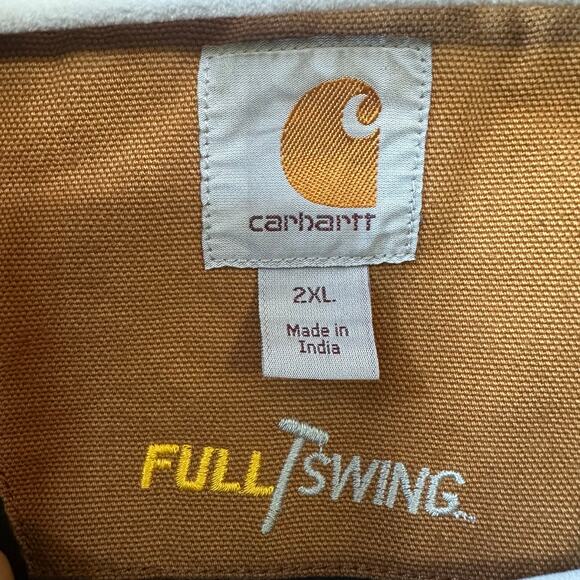 carhartt
2XL.
Made in
India
FULL SWING